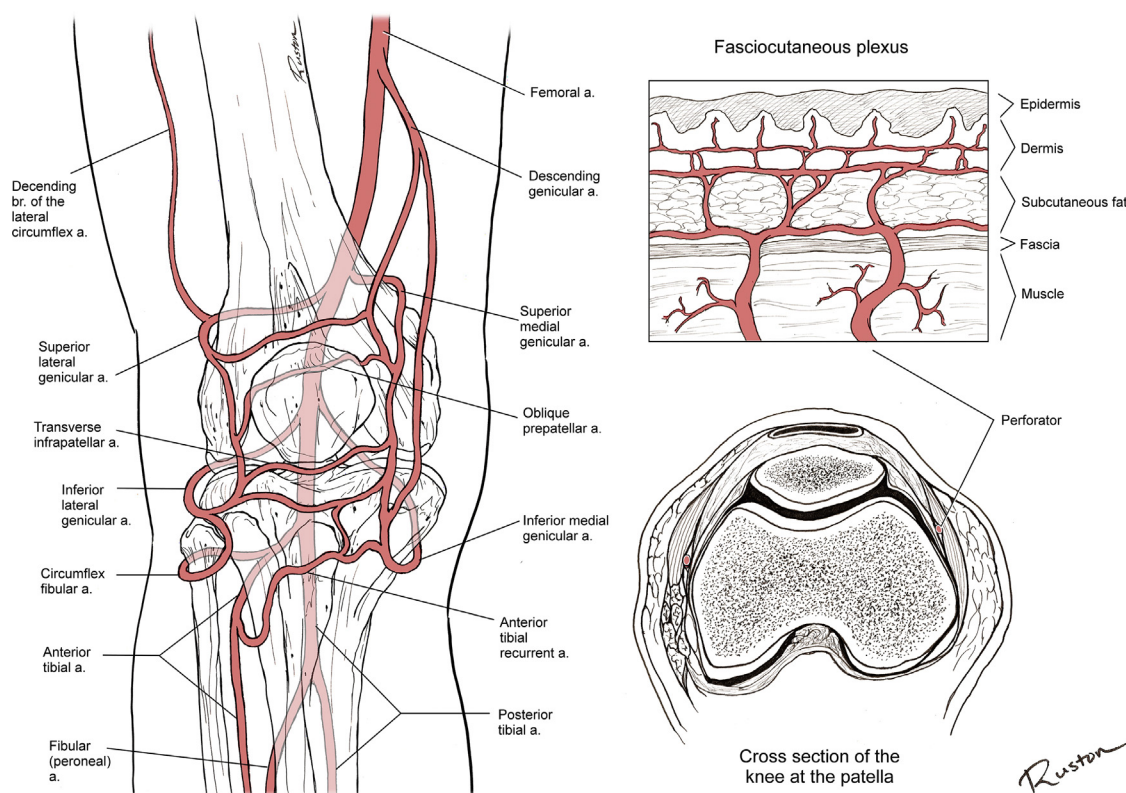 Ruston
Femoral a.
Descending
genicular a.
Decending
br. of the
lateral
circumflex a.
Superior
medial
genicular a.
Superior
lateral
genicular a.
Oblique
prepatellar a.
Transverse
infrapatellar a.
Inferior
lateral
genicular a.
Inferior medial
genicular a.
Circumflex
fibular a.
Anterior
tibial
recurrent a.
Anterior
tibial a.
Posterior
tibial a.
Fibular
(peroneal)
a.
Fasciocutaneous plexus
Epidermis
Dermis
Subcutaneous fat
Fascia
Muscle
Perforator
Cross section of the
knee at the patella
Ruston